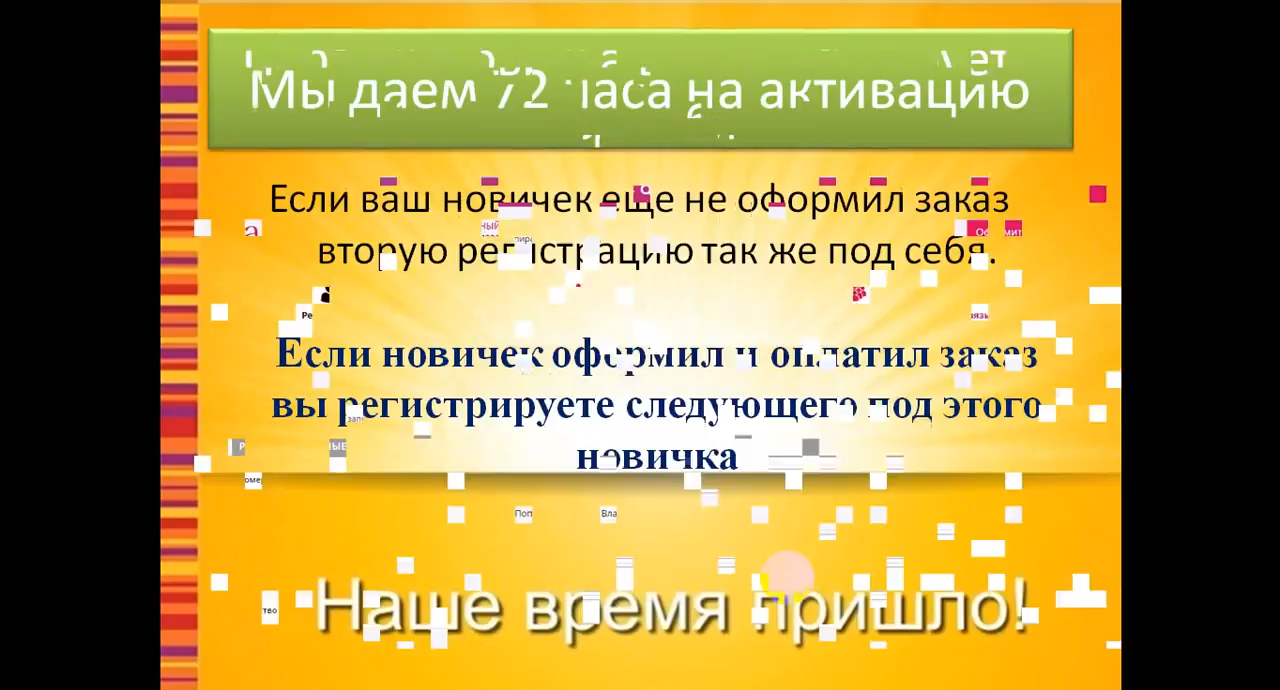 Мы даем 72 часа на активацию
Если ваш новичек еще не оформил заказ
вторую регистрацию так же под себя.
Если новичек оформил и оплатил заказ
вы регистрируете следующего под этого
новичка
Наше время пришло!